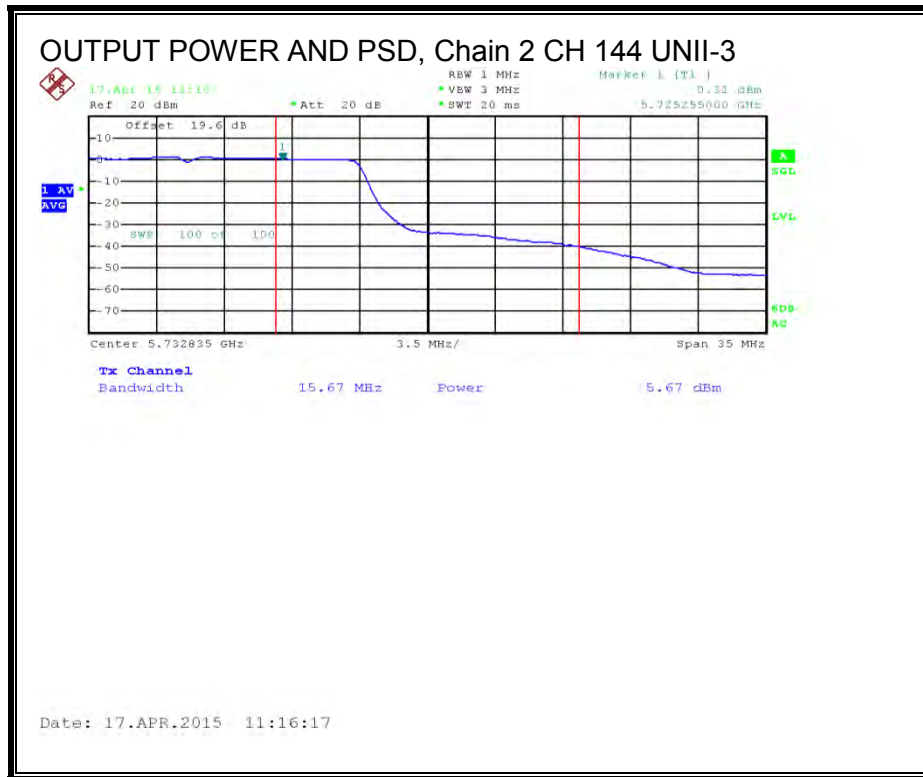 OUTPUT POWER AND PSD, Chain 2 CH 144 UNII-3
R S
RBW 1 MHz Marker 1 (T1 )
* VBW 3 MHz
Ref 20 dBm * Att 20 dB * SWT 20 ms 5.725255000 GHz
Offset 19.6 dB
10
1
0
A
SGL
-10
1 AV *
AVG
-20
LVL
-30
SWP 100 of 100
-40
-50
-60
-70
6DB
AC
Center 5.732835 GHz 3.5 MHz/ Span 35 MHz
Tx Channel
Bandwidth 15.67 MHz Power 5.67 dBm
Date: 17.APR.2015 11:16:17